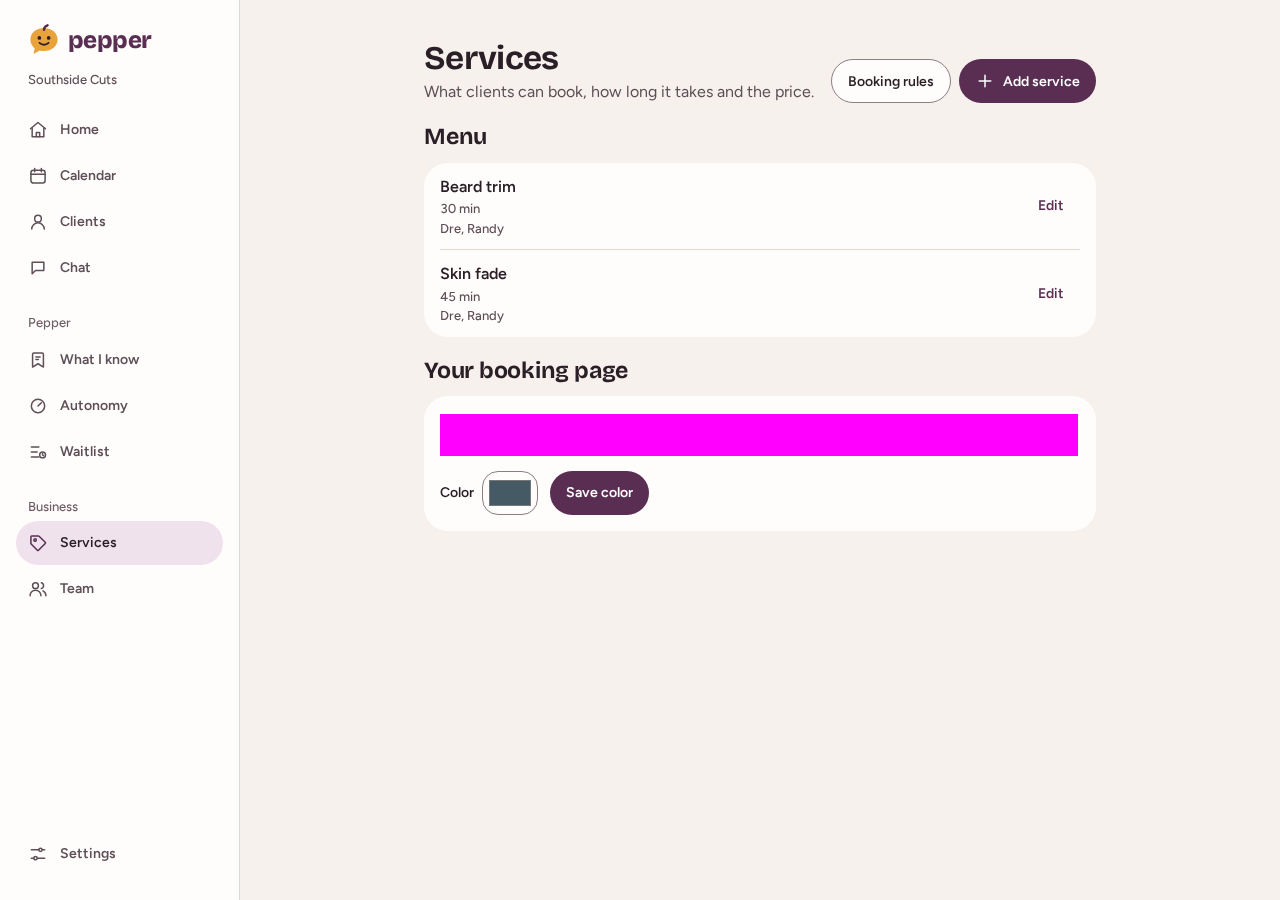 pepper
Southside Cuts
Home
Calendar
Clients
Chat
Pepper
What I know
Autonomy
Waitlist
Business
Services
Team
Settings
Services
What clients can book, how long it takes and the price.
Booking rules
Add service
Menu
Beard trim
30 min
Dre, Randy
Edit
Skin fade
45 min
Dre, Randy
Edit
Your booking page
Color
Save color